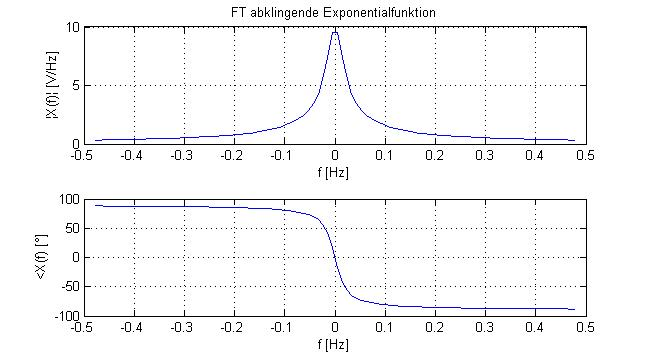 FT abklingende Exponentialfunktion
10
5
0
|X(f)| [V/Hz]
-0.5 -0.4 -0.3 -0.2 -0.1 0 0.1 0.2 0.3 0.4 0.5
f [Hz]
100
50
0
-50
-100
<X(f) [°]
-0.5 -0.4 -0.3 -0.2 -0.1 0 0.1 0.2 0.3 0.4 0.5
f [Hz]